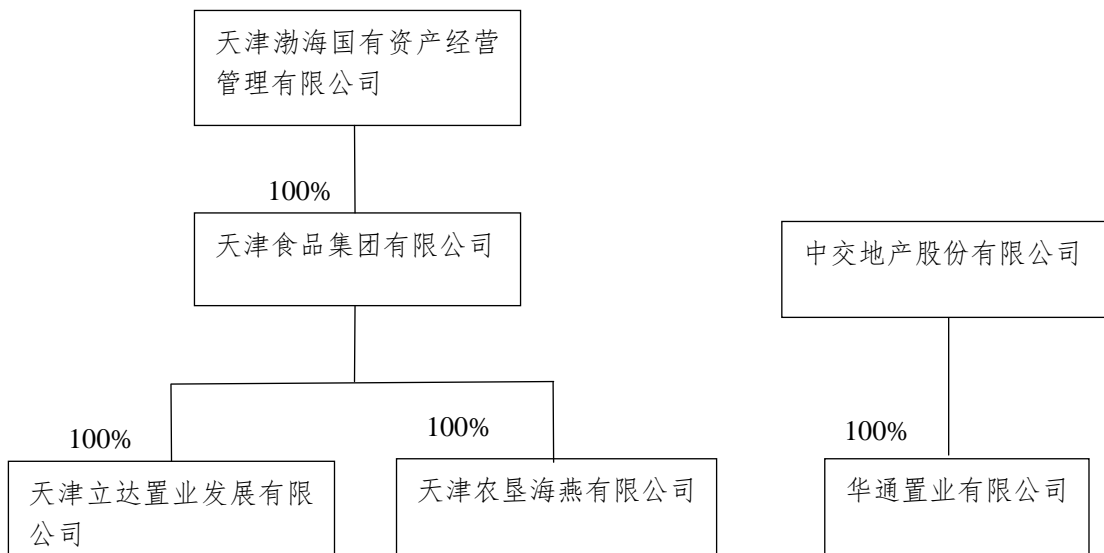 天津渤海国有资产经营
管理有限公司
100%
天津食品集团有限公司
中交地产股份有限公司
100%
100%
100%
天津立达置业发展有限
公司
天津农垦海燕有限公司
华通置业有限公司